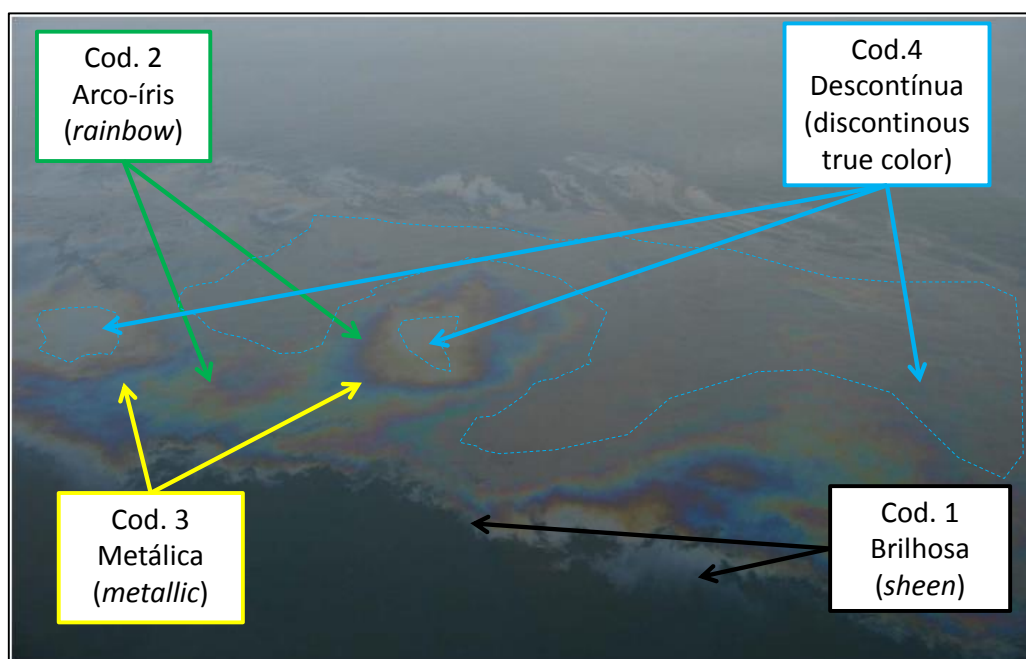 Cod. 2
Arco-íris
(rainbow)
Cod.4
Descontínua
(discontinous
true color)
Cod. 3
Metálica
(metallic)
Cod. 1
Brilhosa
(sheen)